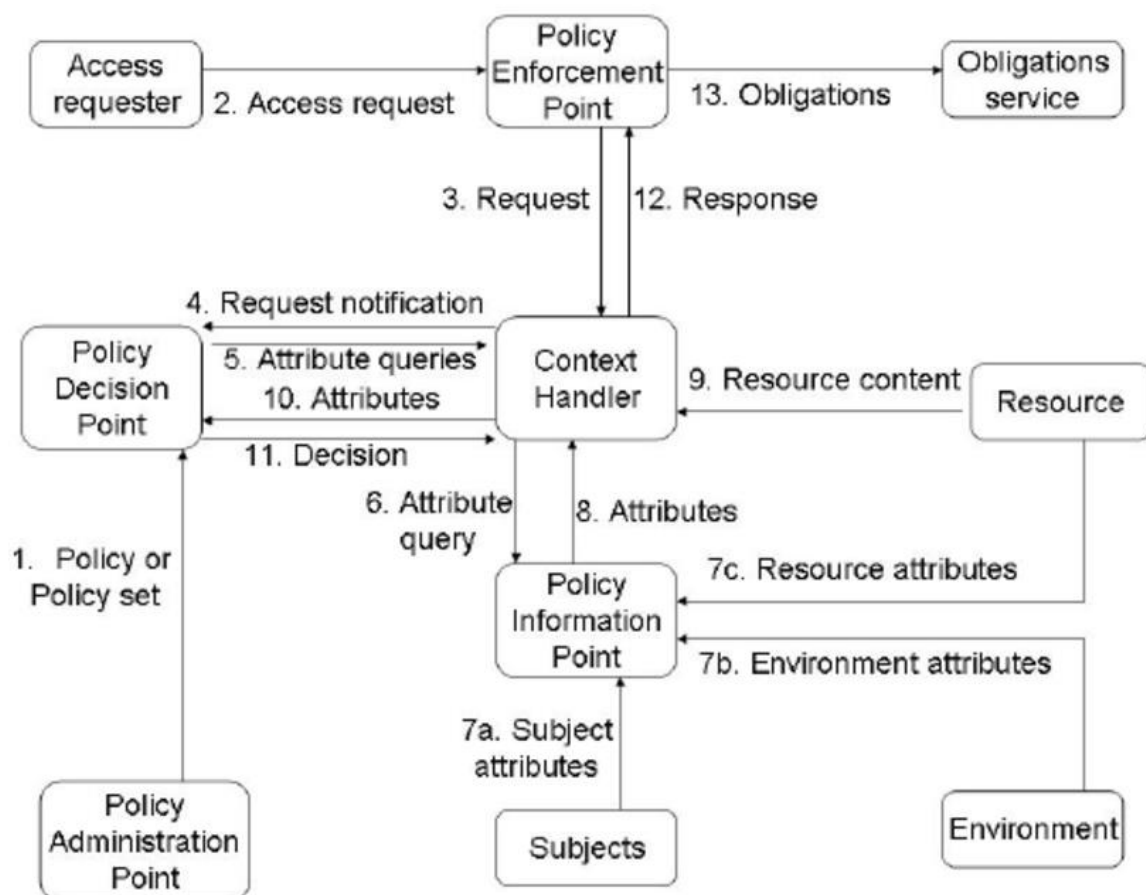 Access
requester
2. Access request
Policy
Enforcement
Point
13. Obligations
Obligations
service
3. Request
12. Response
4. Request notification
5. Attribute queries
10. Attributes
11. Decision
Policy
Decision
Point
Context
Handler
9. Resource content
Resource
6. Attribute
query
8. Attributes
1. Policy or
Policy set
Policy
Information
Point
7c. Resource attributes
7b. Environment attributes
7a. Subject
attributes
Policy
Administration
Point
Subjects
Environment